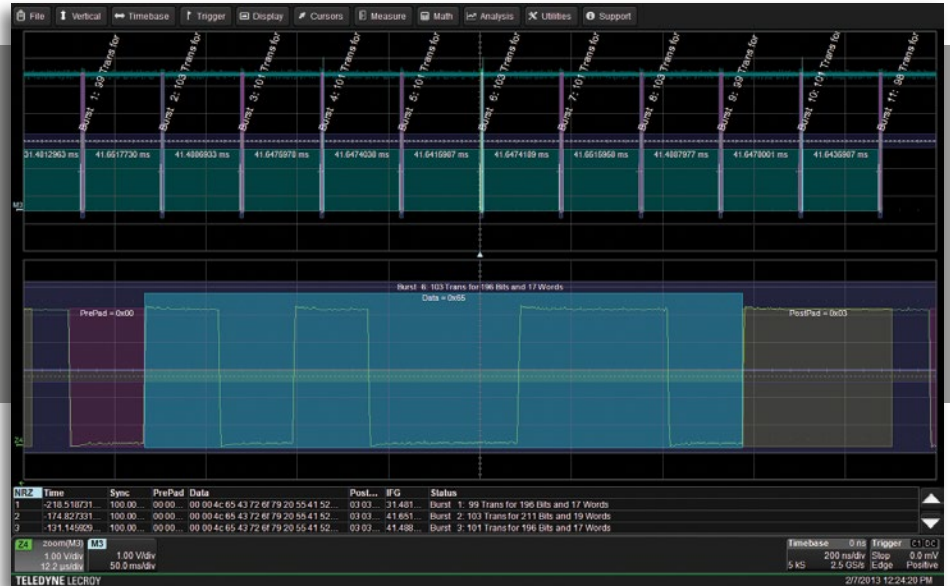 File Vertical Timebase Trigger Display Cursors Measure Math Analysis Utilities Support
Burst 1: 99 Trans for
Burst 2: 103 Trans for
Burst 3: 101 Trans for
Burst 4: 101 Trans for
Burst 5: 101 Trans for
Burst 6: 103 Trans for
Burst 7: 101 Trans for
Burst 8: 103 Trans for
Burst 9: 99 Trans for
Burst 10: 101 Trans for
Burst 11: 98 Trans for
31.4812963 ms 41.6517730 ms 41.4886933 ms 41.6475978 ms 41.6474038 ms 41.6415987 ms 41.6474189 ms 41.6515958 ms 41.4887977 ms 41.6478001 ms 41.6435987 ms
M3
Burst 6: 103 Trans for 196 Bits and 17 Words
Data = 0x65
PrePad = 0x00
PostPad = 0x03
Z4
NRZ Time Sync PrePad Data Post... IFG Status
1 -218.518731... 100.00... 00 00... 00 00 4c 65 43 72 6f 79 20 55 41 52... 03 03... 31.481... Burst 1: 99 Trans for 196 Bits and 17 Words
2 -174.827331... 100.00... 00 00... 00 00 4c 65 43 72 6f 79 20 55 41 52... 03 03... 41.651... Burst 2: 103 Trans for 211 Bits and 19 Words
3 -131.145929... 100.00... 00 00... 00 00 4c 65 43 72 6f 79 20 55 41 52... 03 03... 41.488... Burst 3: 101 Trans for 196 Bits and 17 Words
Z4 zoom(M3) M3
1.00 V/div 1.00 V/div
12.2 µs/div 50.0 ms/div
Timebase 0 ns Trigger C1 DC
200 ns/div Stop 0.0 mV
5 kS 2.5 GS/s Edge Positive
TELEDYNE LECROY
2/7/2013 12:24:20 PM